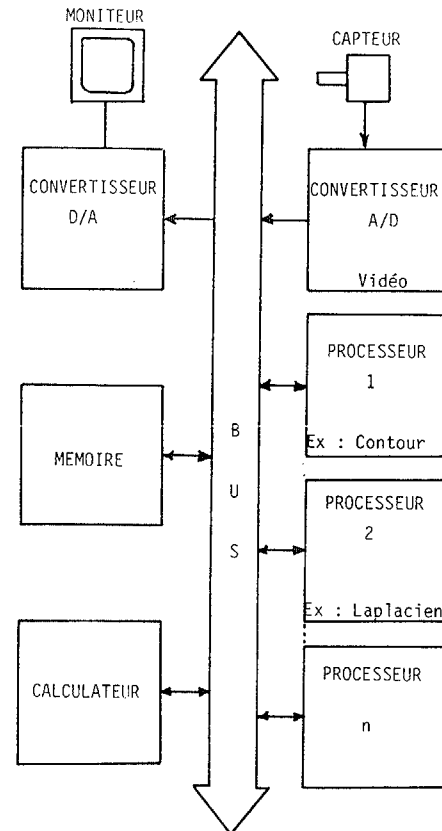 MONITEUR
CAPTEUR
CONVERTISSEUR
D/A
CONVERTISSEUR
A/D
Vidéo
PROCESSEUR
1
Ex : Contour
MEMOIRE
B
U
S
PROCESSEUR
2
Ex : Laplacien
CALCULATEUR
PROCESSEUR
n